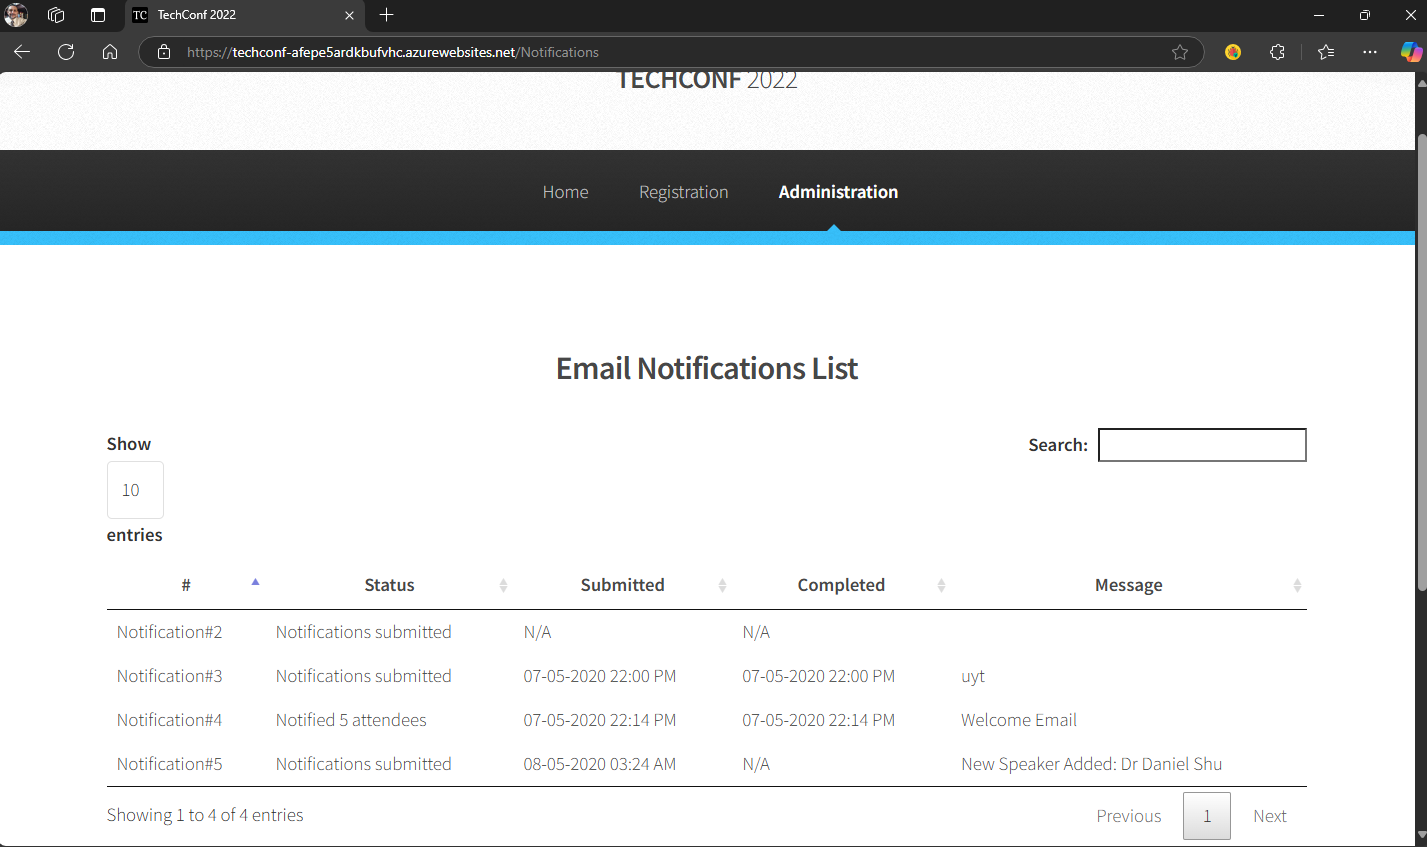 TechConf 2022
https://techconf-afepe5ardkbufvhc.azurewebsites.net/Notifications
TECHCONF 2022
Home Registration Administration
Email Notifications List
Show
10
entries
Search:
# Status Submitted Completed Message
Notification#2 Notifications submitted N/A N/A
Notification#3 Notifications submitted 07-05-2020 22:00 PM 07-05-2020 22:00 PM uyt
Notification#4 Notified 5 attendees 07-05-2020 22:14 PM 07-05-2020 22:14 PM Welcome Email
Notification#5 Notifications submitted 08-05-2020 03:24 AM N/A New Speaker Added: Dr Daniel Shu
Showing 1 to 4 of 4 entries
Previous 1 Next